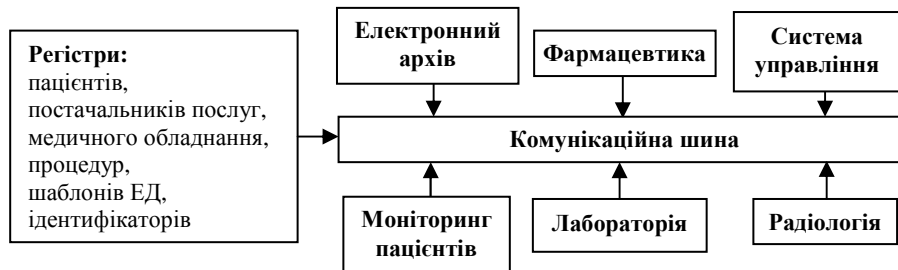 Регістри:
пацієнтів,
постачальників послуг,
медичного обладнання,
процедур,
шаблонів ЕД,
ідентифікаторів
Електронний
архів
Фармацевтика
Система
управління
Комунікаційна шина
Моніторинг
пацієнтів
Лабораторія
Радіологія